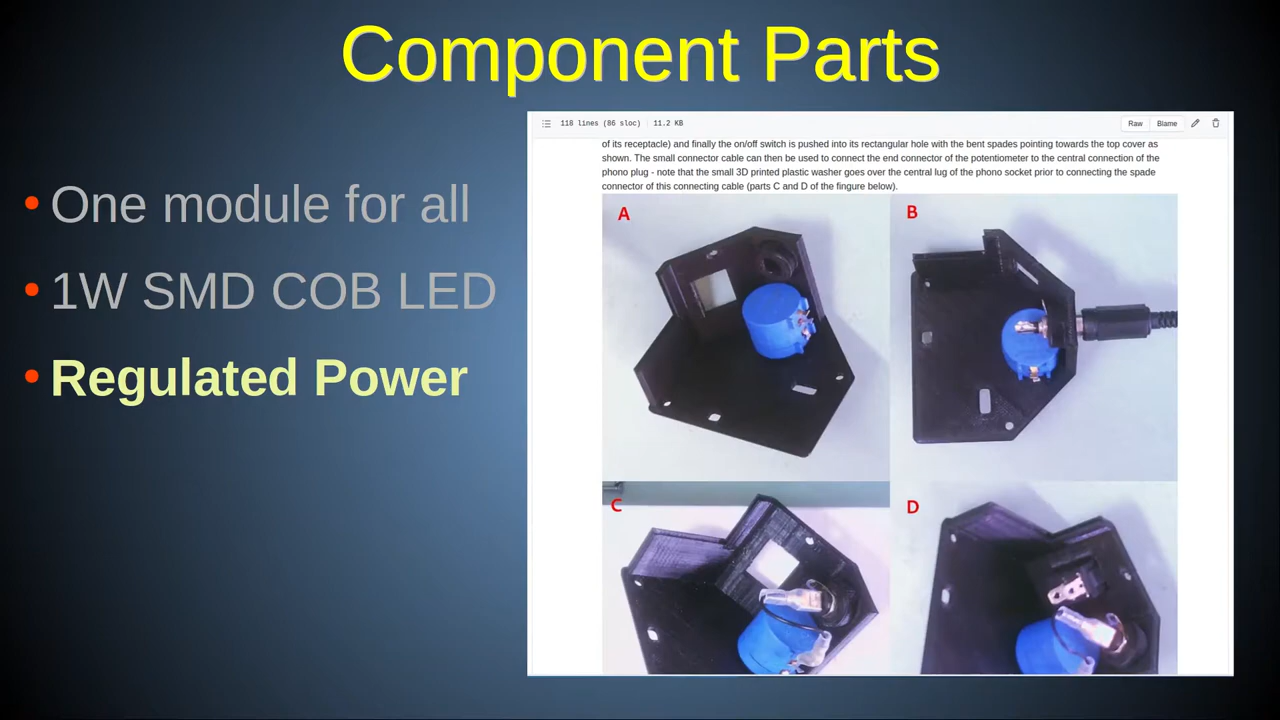 Component Parts
One module for all
1W SMD COB LED
Regulated Power
118 lines (86 sloc) | 11.2 KB
Raw Blame
of its receptacle) and finally the on/off switch is pushed into its rectangular hole with the bent spades pointing towards the top cover as
shown. The small connector cable can then be used to connect the end connector of the potentiometer to the central connection of the
phono plug - note that the small 3D printed plastic washer goes over the central lug of the phono socket prior to connecting the spade
connector of this connecting cable (parts C and D of the fingure below).
A
B
C
D